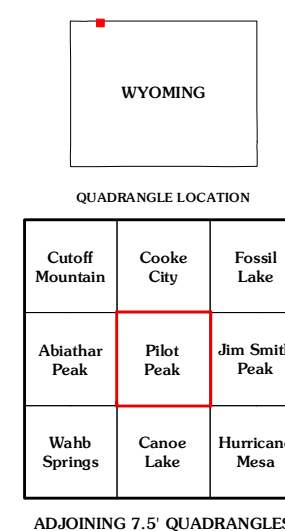 WYOMING
QUADRANGLE LOCATION
Cutoff Mountain
Cooke City
Fossil Lake
Abiathar Peak
Pilot Peak
Jim Smith Peak
Wahb Springs
Canoe Lake
Hurricane Mesa
ADJOINING 7.5' QUADRANGLES